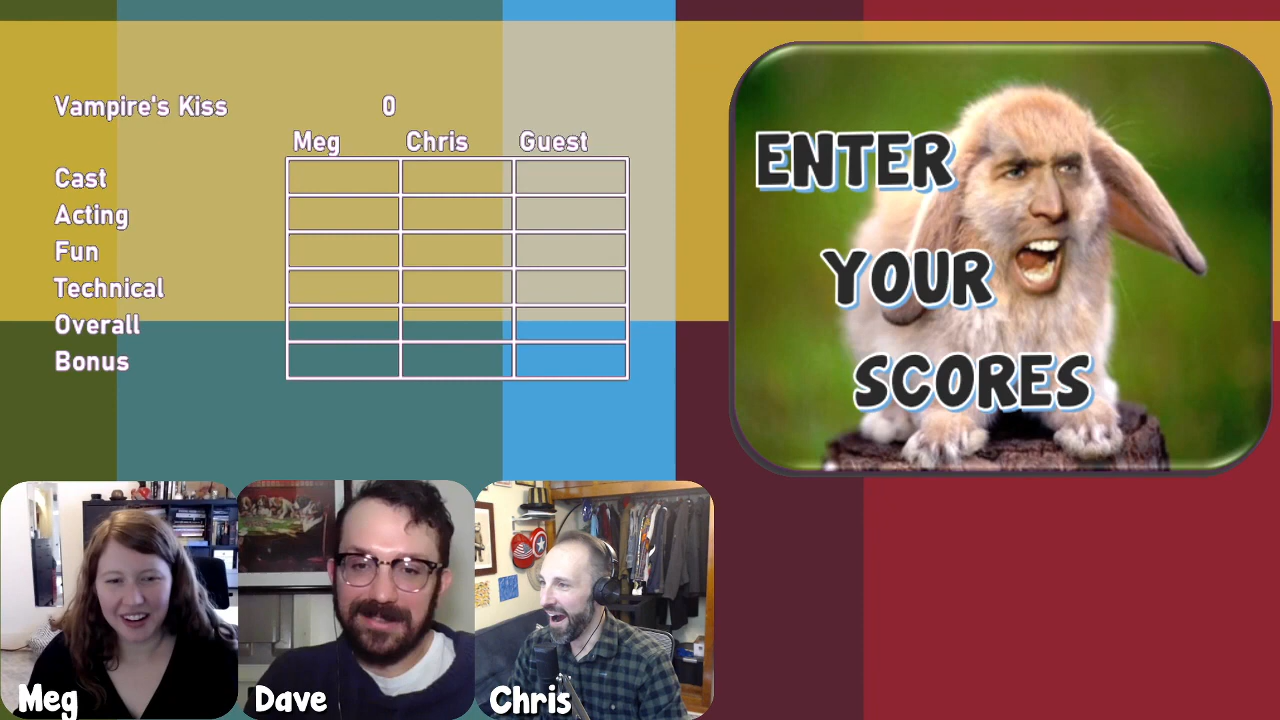 Vampire's Kiss 0
Meg Chris Guest
Cast
Acting
Fun
Technical
Overall
Bonus
ENTER
YOUR
SCORES
Meg
Dave
Chris